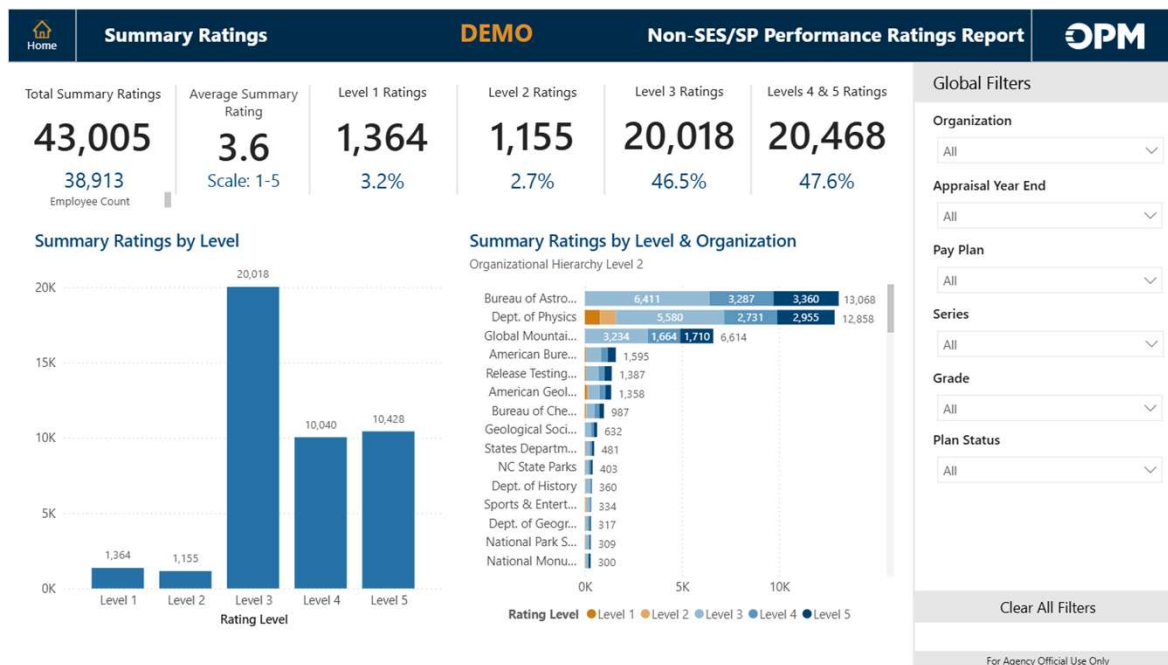 Home
Summary Ratings
DEMO
Non-SES/SP Performance Ratings Report
OPM
Total Summary Ratings
43,005
38,913
Employee Count
Average Summary
Rating
3.6
Scale: 1-5
Level 1 Ratings
1,364
3.2%
Level 2 Ratings
1,155
2.7%
Level 3 Ratings
20,018
46.5%
Levels 4 & 5 Ratings
20,468
47.6%
Summary Ratings by Level
20K
15K
10K
5K
0K
1,364
1,155
20,018
10,040
10,428
Level 1
Level 2
Level 3
Level 4
Level 5
Rating Level
Summary Ratings by Level & Organization
Organizational Hierarchy Level 2
Bureau of Astro... 6,411 3,287 3,360 13,068
Dept. of Physics 5,580 2,731 2,955 12,858
Global Mountai... 3,234 1,664 1,710 6,614
American Bure... 1,595
Release Testing... 1,387
American Geol... 1,358
Bureau of Che... 987
Geological Soci... 632
States Departm... 481
NC State Parks 403
Dept. of History 360
Sports & Entert... 334
Dept. of Geogr... 317
National Park S... 309
National Monu... 300
0K 5K 10K
Rating Level Level 1 Level 2 Level 3 Level 4 Level 5
Global Filters
Organization
All
Appraisal Year End
All
Pay Plan
All
Series
All
Grade
All
Plan Status
All
Clear All Filters
For Agency Official Use Only